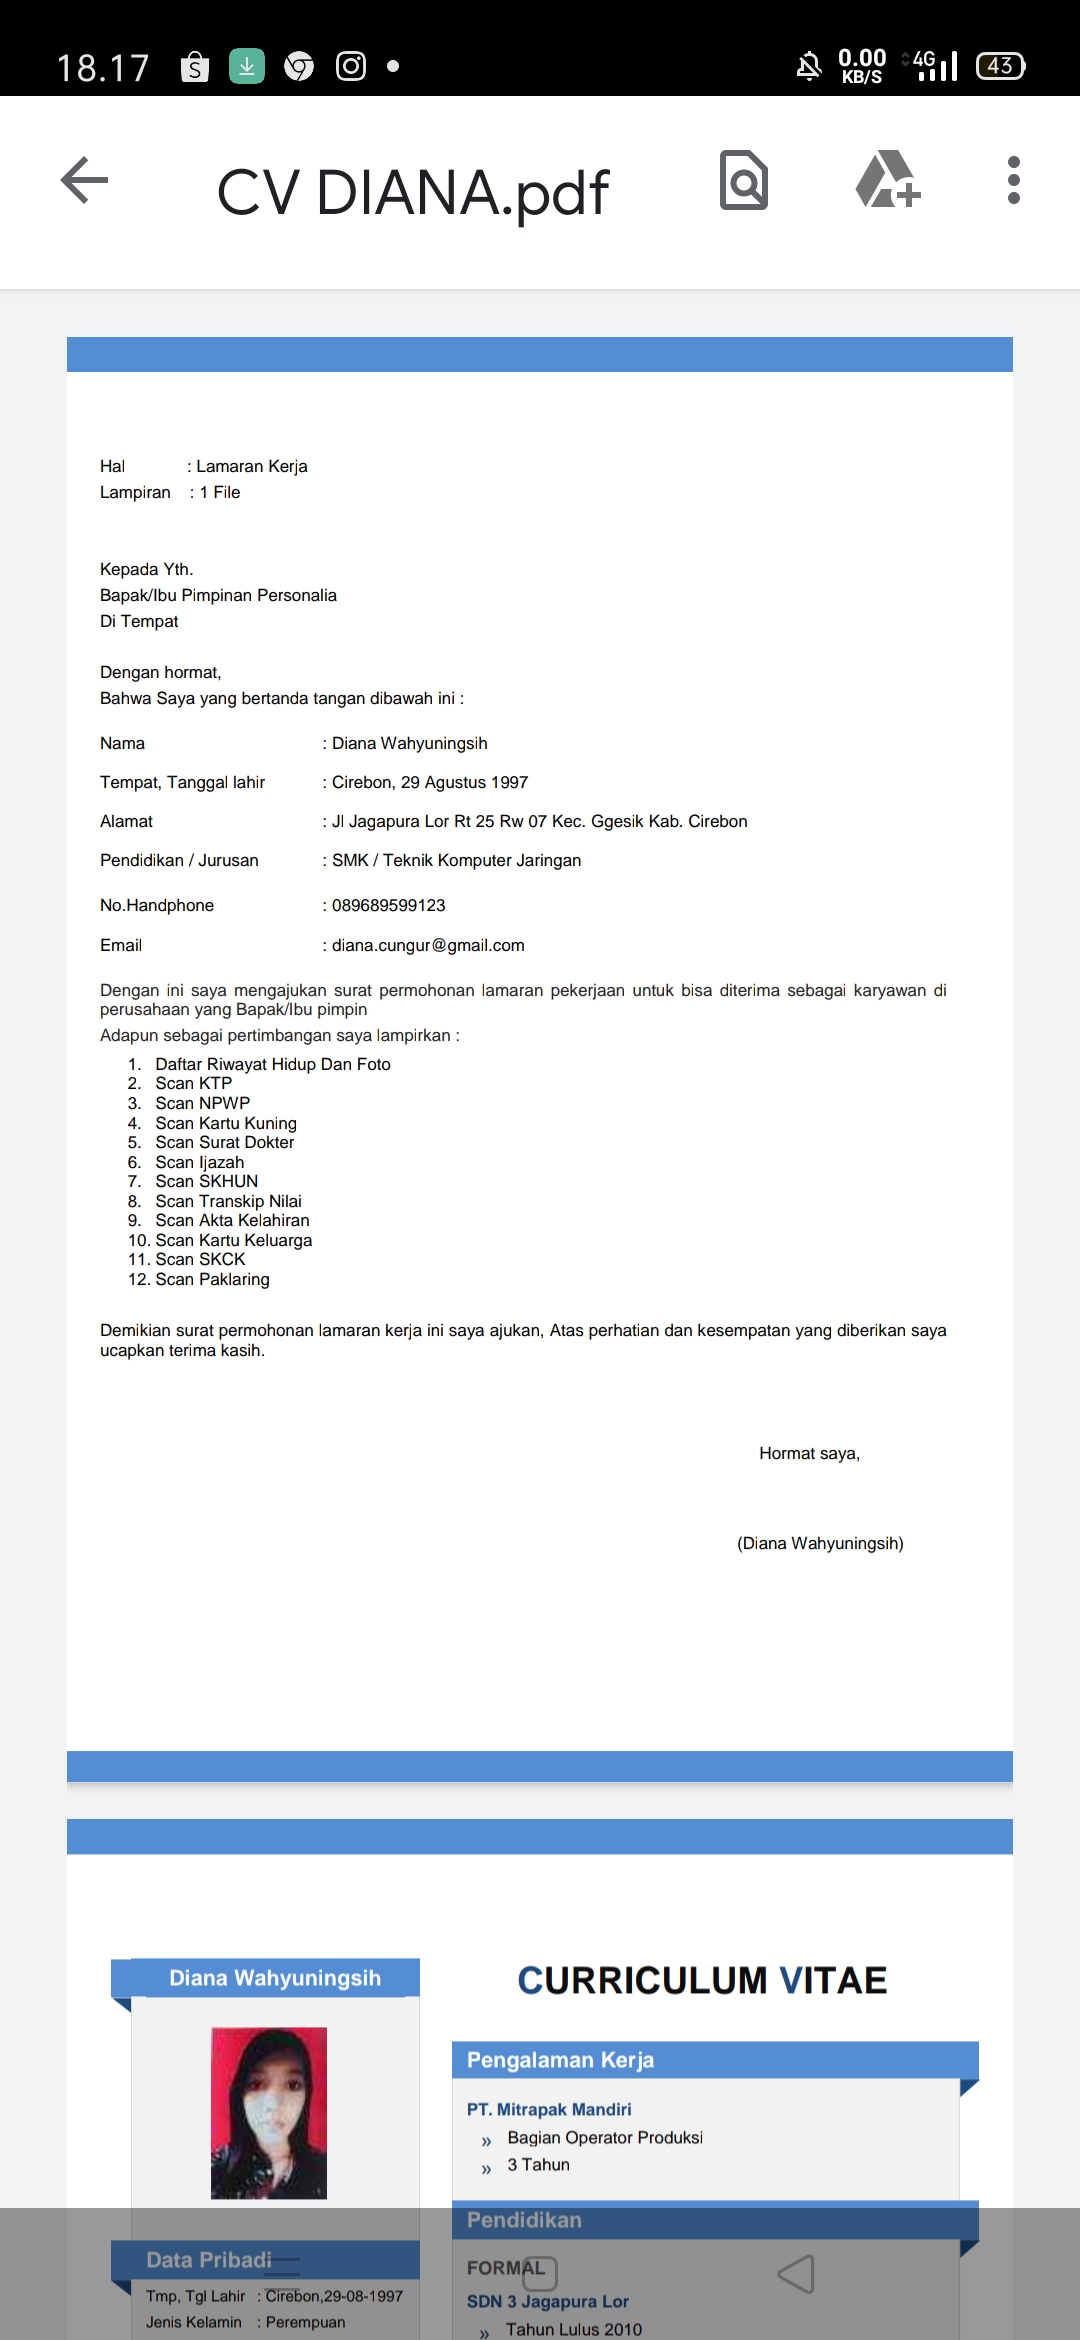 18.17
0.00
KB/S
4G
43
CV DIANA.pdf
Hal : Lamaran Kerja
Lampiran : 1 File
Kepada Yth.
Bapak/Ibu Pimpinan Personalia
Di Tempat
Dengan hormat,
Bahwa Saya yang bertanda tangan dibawah ini :
Nama : Diana Wahyuningsih
Tempat, Tanggal lahir : Cirebon, 29 Agustus 1997
Alamat : Jl Jagapura Lor Rt 25 Rw 07 Kec. Ggesik Kab. Cirebon
Pendidikan / Jurusan : SMK / Teknik Komputer Jaringan
No.Handphone : 089689599123
Email : diana.cungur@gmail.com
Dengan ini saya mengajukan surat permohonan lamaran pekerjaan untuk bisa diterima sebagai karyawan di
perusahaan yang Bapak/Ibu pimpin
Adapun sebagai pertimbangan saya lampirkan :
1. Daftar Riwayat Hidup Dan Foto
2. Scan KTP
3. Scan NPWP
4. Scan Kartu Kuning
5. Scan Surat Dokter
6. Scan Ijazah
7. Scan SKHUN
8. Scan Transkip Nilai
9. Scan Akta Kelahiran
10. Scan Kartu Keluarga
11. Scan SKCK
12. Scan Paklaring
Demikian surat permohonan lamaran kerja ini saya ajukan, Atas perhatian dan kesempatan yang diberikan saya
ucapkan terima kasih.
Hormat saya,
(Diana Wahyuningsih)
Diana Wahyuningsih
Data Pribadi
Tmp, Tgl Lahir : Cirebon,29-08-1997
Jenis Kelamin : Perempuan
CURRICULUM VITAE
Pengalaman Kerja
PT. Mitrapak Mandiri
» Bagian Operator Produksi
» 3 Tahun
Pendidikan
FORMAL
SDN 3 Jagapura Lor
» Tahun Lulus 2010